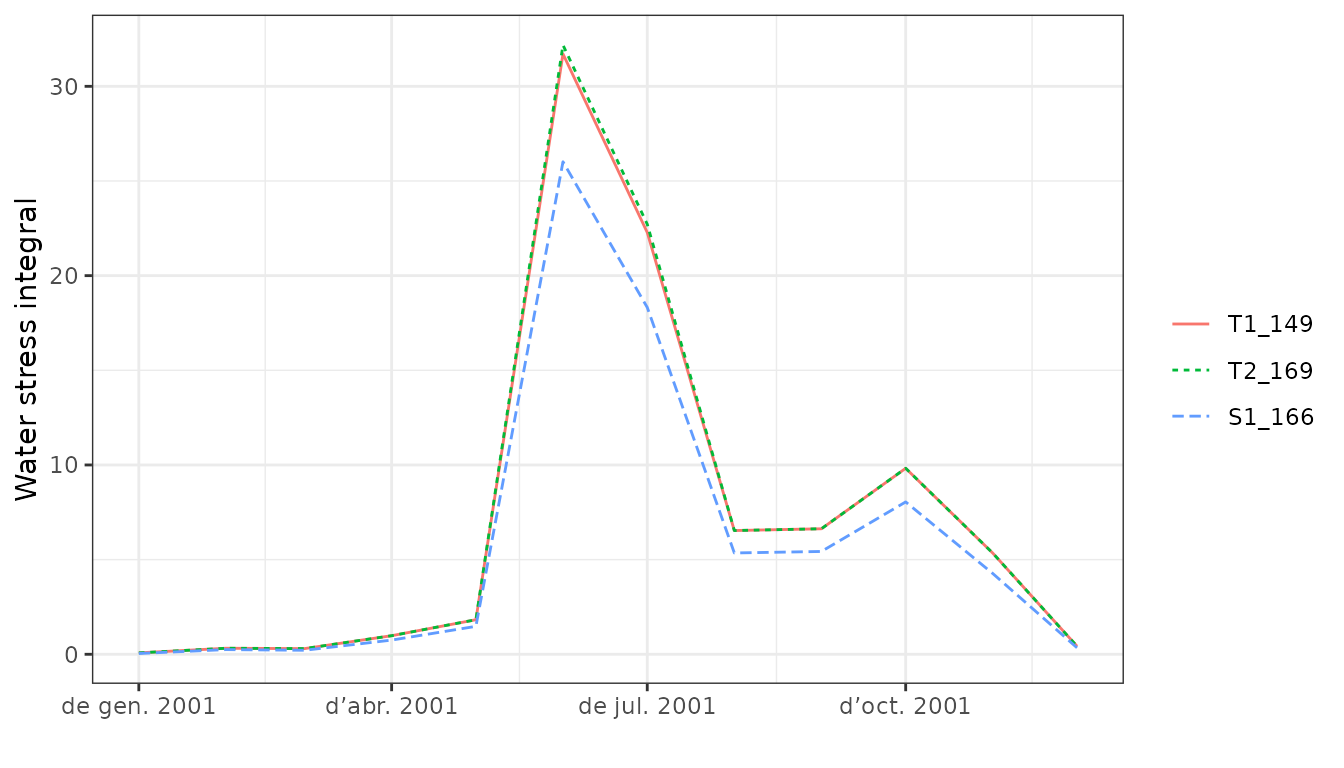 Water stress integral
30
20
10
0
de gen. 2001
d’abr. 2001
de jul. 2001
d’oct. 2001
T1_149
T2_169
S1_166